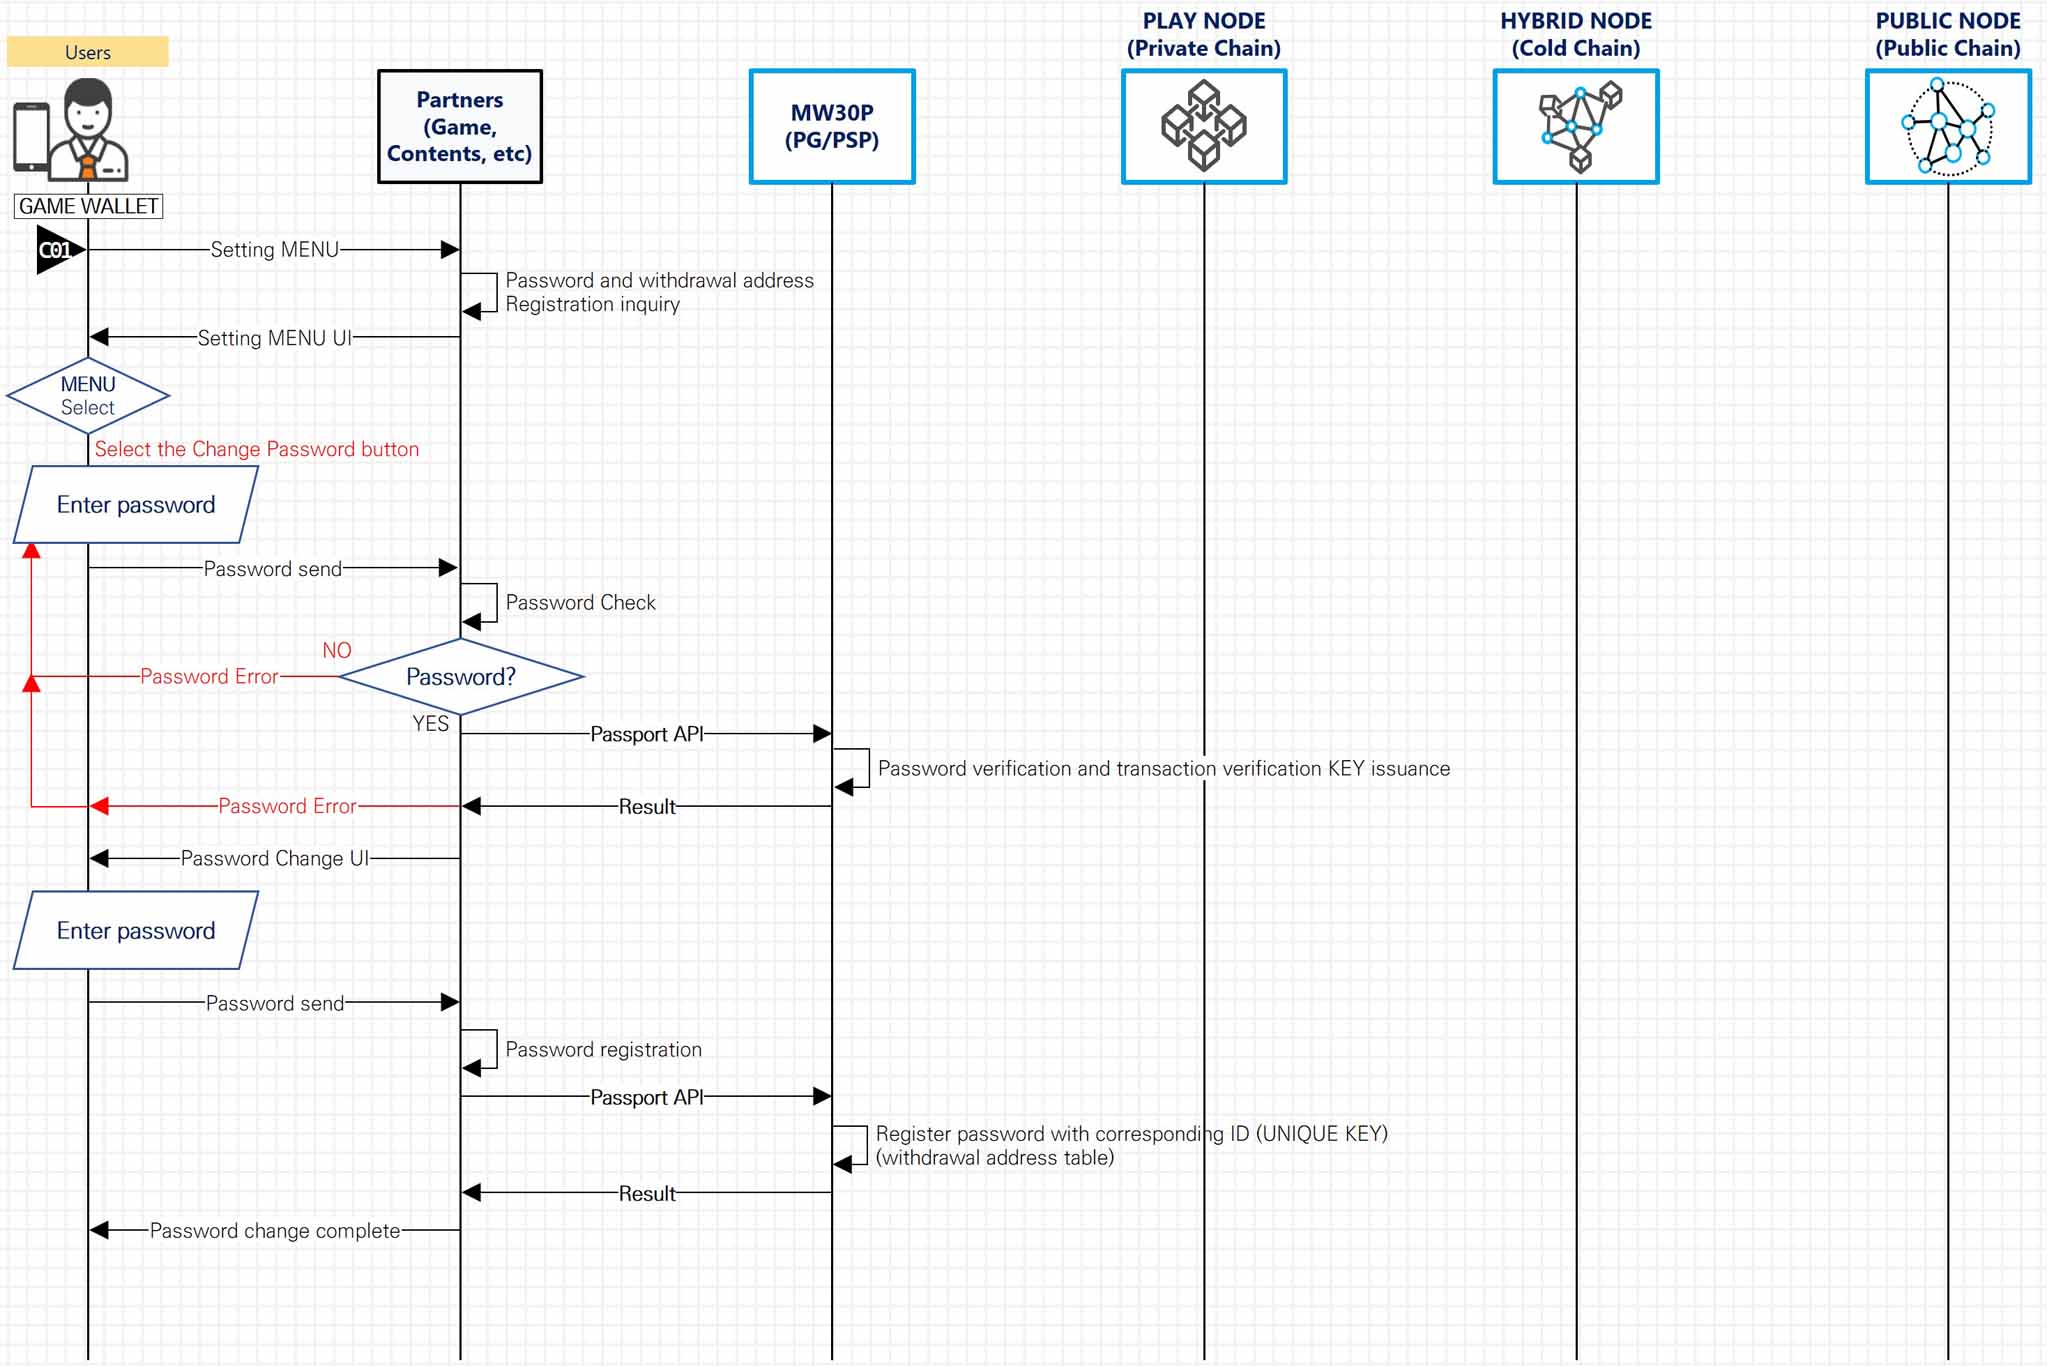 PLAY NODE
(Private Chain)
HYBRID NODE
(Cold Chain)
PUBLIC NODE
(Public Chain)
Users
Partners
(Game,
Contents, etc)
MW30P
(PG/PSP)
GAME WALLET
C01
Setting MENU
Password and withdrawal address
Registration inquiry
Setting MENU UI
MENU
Select
Select the Change Password button
Enter password
Password send
Password Check
NO
Password Error
Password?
YES
Passport API
Password verification and transaction verification KEY issuance
Password Error
Result
Password Change UI
Enter password
Password send
Password registration
Passport API
Register password with corresponding ID (UNIQUE KEY)
(withdrawal address table)
Result
Password change complete